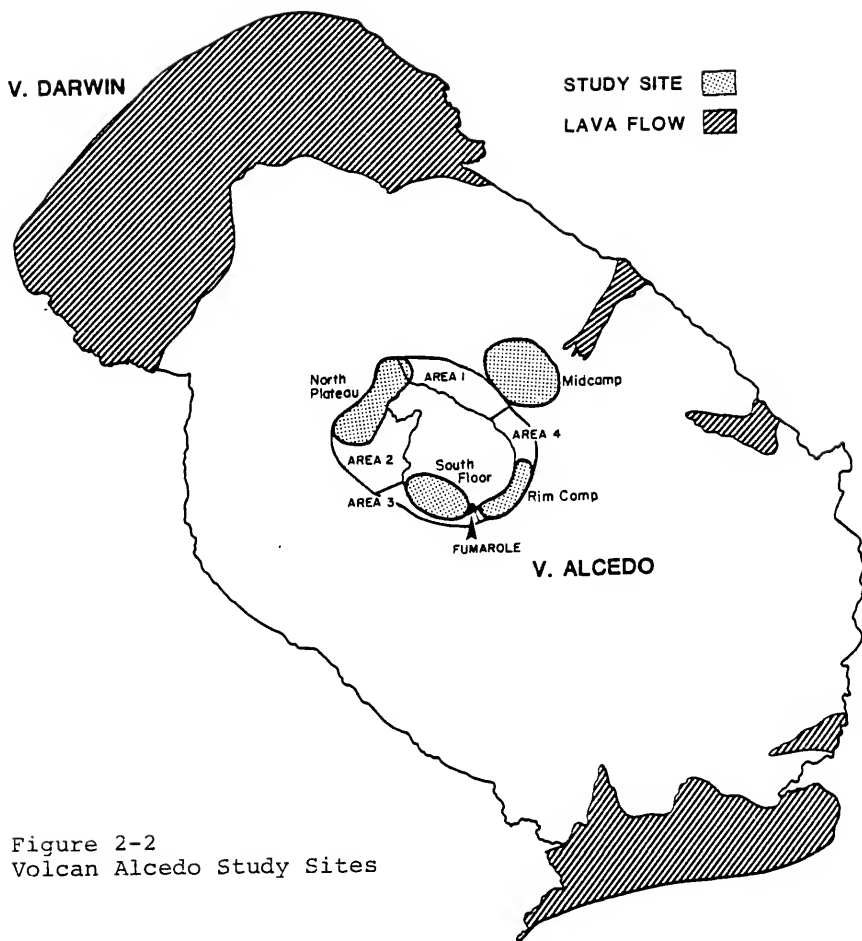 V. DARWIN
STUDY SITE
LAVA FLOW
North
Plateau
AREA 1
Midcamp
AREA 4
AREA 2
South
Floor
AREA 3
Rim Comp
FUMAROLE
V. ALCEDO
Figure 2-2
Volcan Alcedo Study Sites